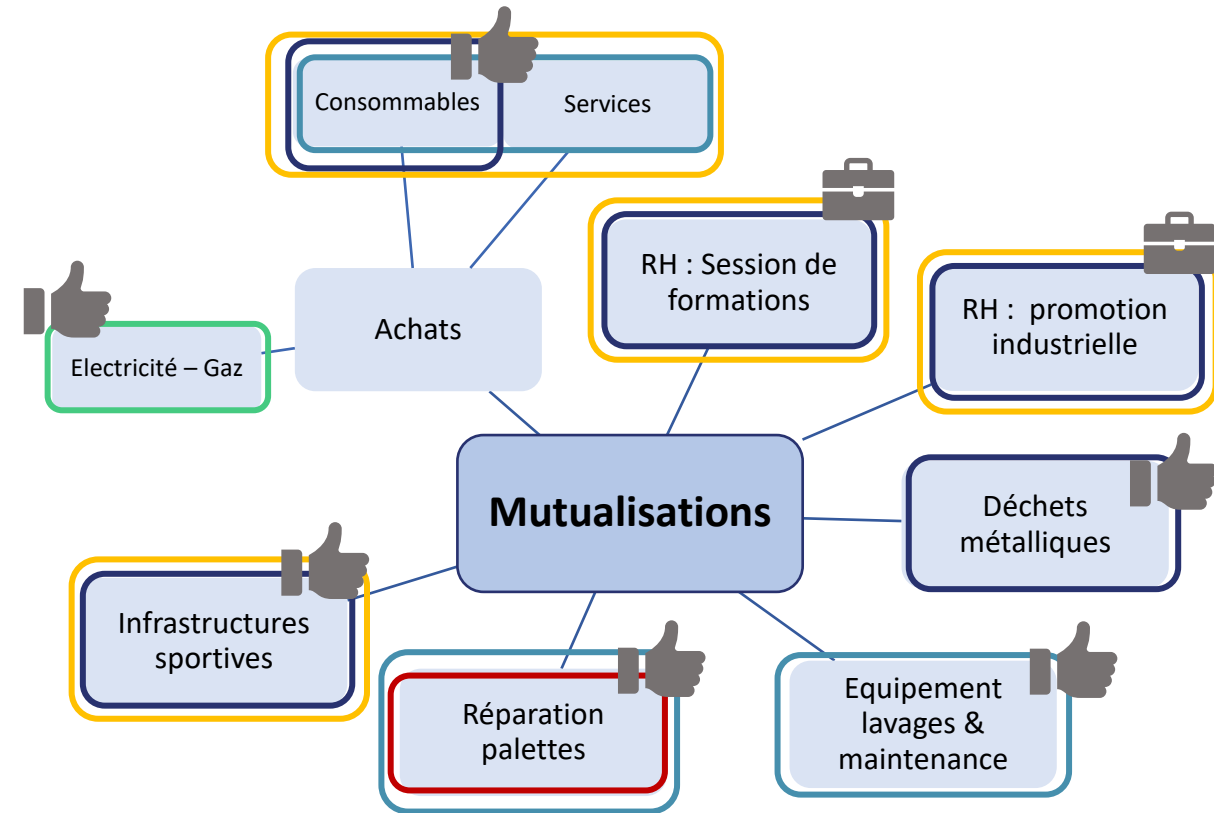 Consommables
Services
RH : Session de
formations
RH :  promotion
industrielle
Achats
Electricité – Gaz
Mutualisations
Déchets
métalliques
Infrastructures
sportives
Réparation
palettes
Equipement
lavages &
maintenance